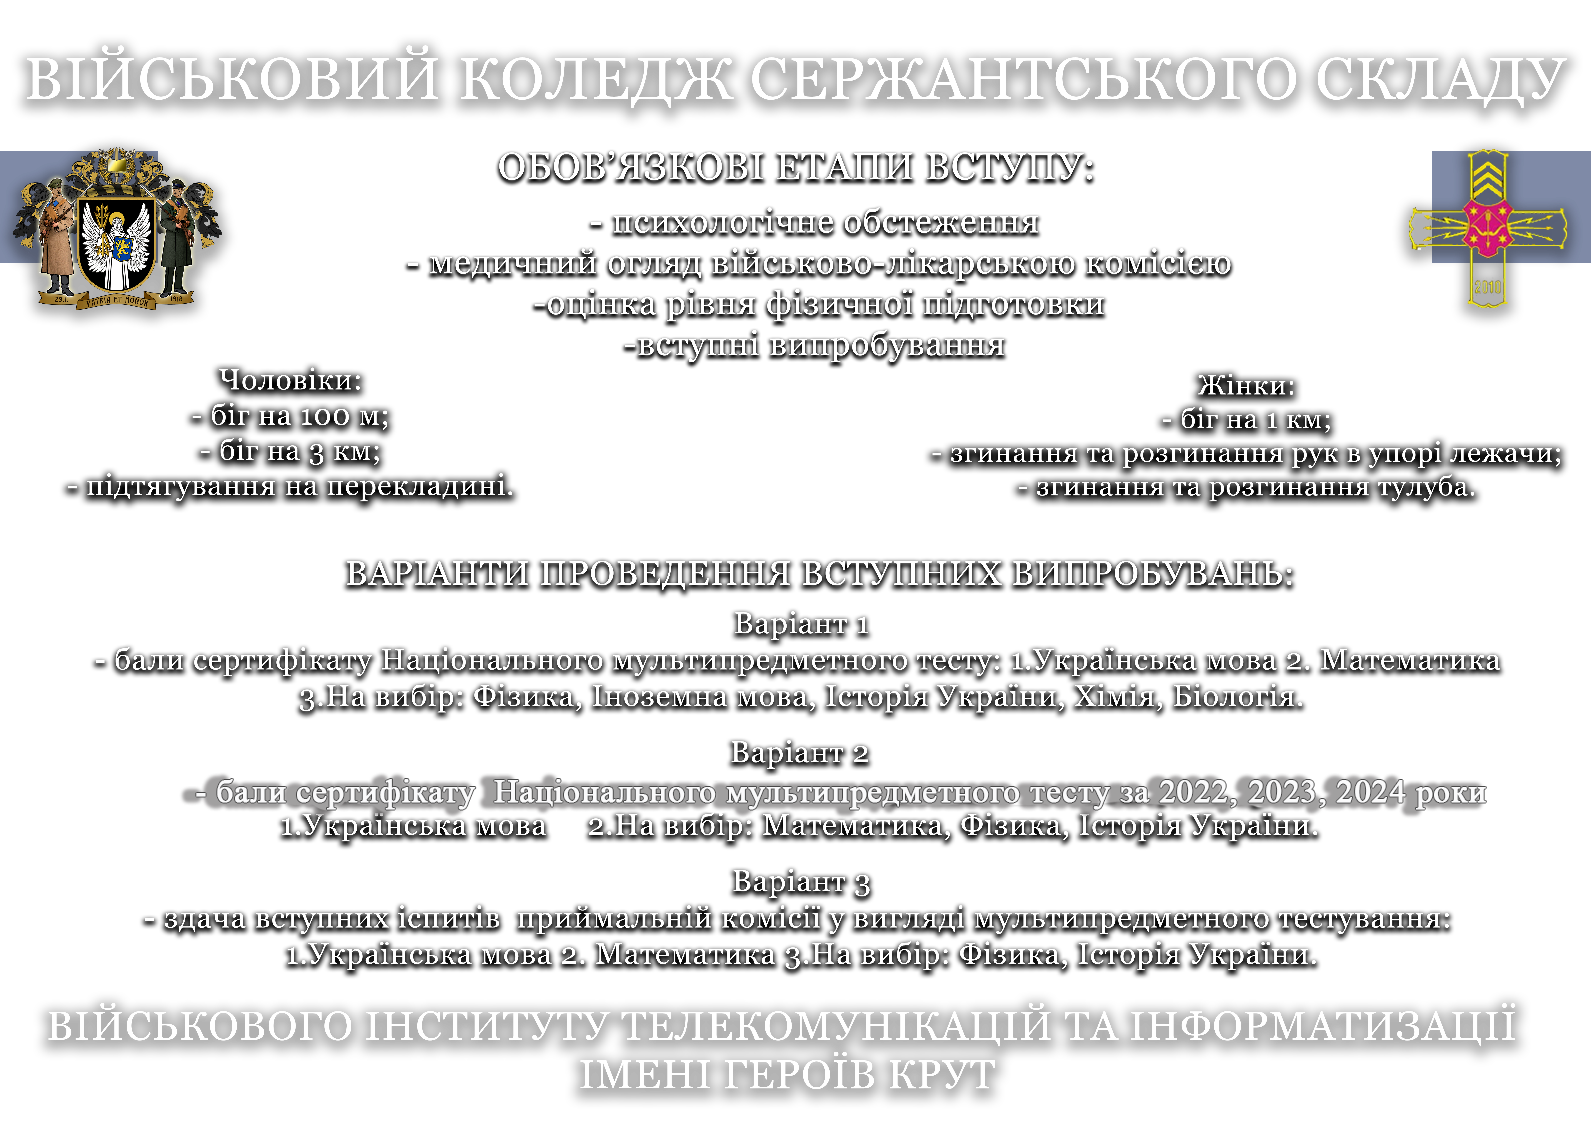 ВІЙСЬКОВИЙ КОЛЕДЖ СЕРЖАНТСЬКОГО СКЛАДУ
ОБОВ’ЯЗКОВІ ЕТАПИ ВСТУПУ:
- психологічне обстеження
- медичний огляд військово-лікарською комісією
-оцінка рівня фізичної підготовки
-вступні випробування
Чоловіки:
- біг на 100 м;
- біг на 3 км;
- підтягування на перекладині.
Жінки:
- біг на 1 км;
- згинання та розгинання рук в упорі лежачи;
- згинання та розгинання тулуба.
2010
ВАРІАНТИ ПРОВЕДЕННЯ ВСТУПНИХ ВИПРОБУВАНЬ:
Варіант 1
- бали сертифікату Національного мультипредметного тесту: 1.Українська мова 2. Математика
3.На вибір: Фізика, Іноземна мова, Історія України, Хімія, Біологія.
Варіант 2
- бали сертифікату  Національного мультипредметного тесту за 2022, 2023, 2024 роки
1.Українська мова     2.На вибір: Математика, Фізика, Історія України.
Варіант 3
- здача вступних іспитів  приймальній комісії у вигляді мультипредметного тестування:
1.Українська мова 2. Математика 3.На вибір: Фізика, Історія України.
ВІЙСЬКОВОГО ІНСТИТУТУ ТЕЛЕКОМУНІКАЦІЙ ТА ІНФОРМАТИЗАЦІЇ
ІМЕНІ ГЕРОЇВ КРУТ